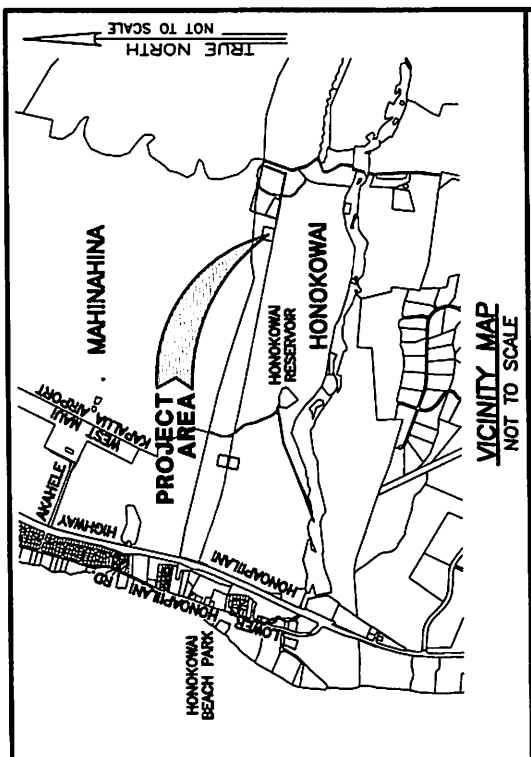 TRUE NORTH
NOT TO SCALE
MAHINAHINA
KAPALUA
WEST MAUI
AIRPORT
AKAHELE
HIGHWAY
PROJECT
AREA
HONOKOWAI
RESERVOIR
HONOKOWAI
HONOAPIILANI
LOWER HONOAPIILANI RD
HONOKOWAI
BEACH PARK
VICINITY MAP
NOT TO SCALE